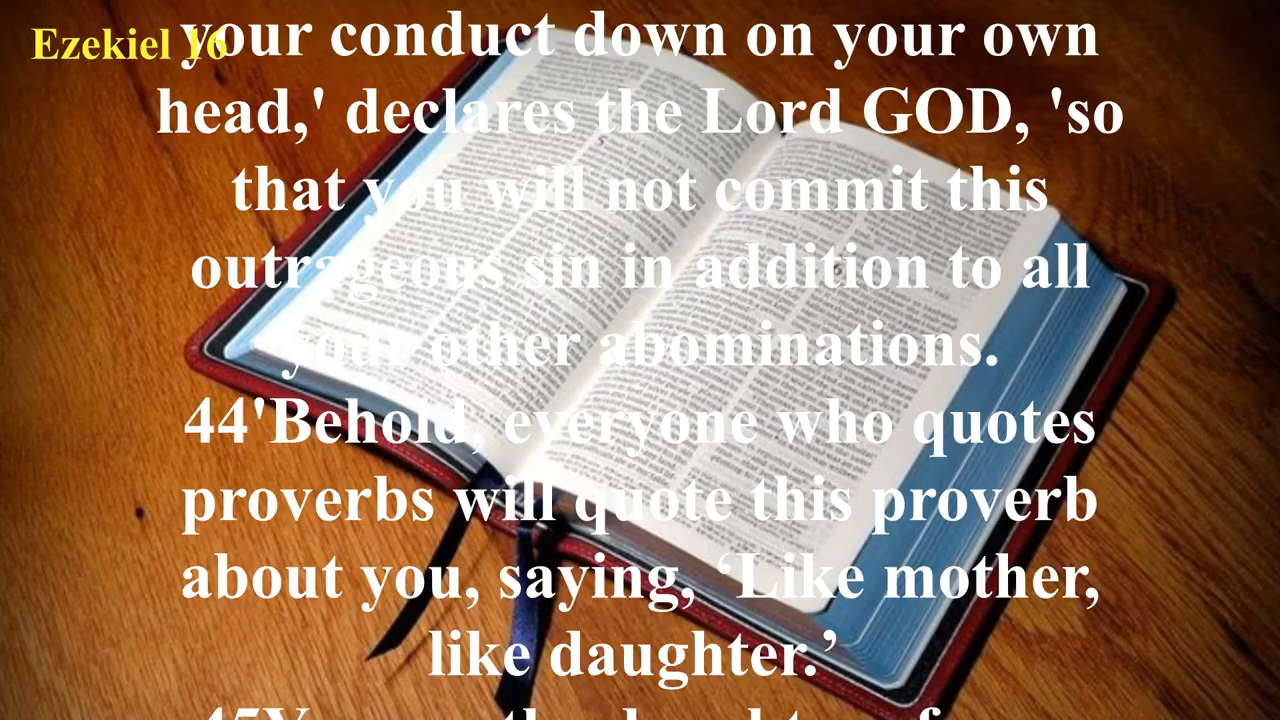 Ezekiel 16
your conduct down on your own
head,' declares the Lord GOD, 'so
that you will not commit this
outrageous sin in addition to all
your other abominations.
44'Behold, everyone who quotes
proverbs will quote this proverb
about you, saying, ‘Like mother,
like daughter.’